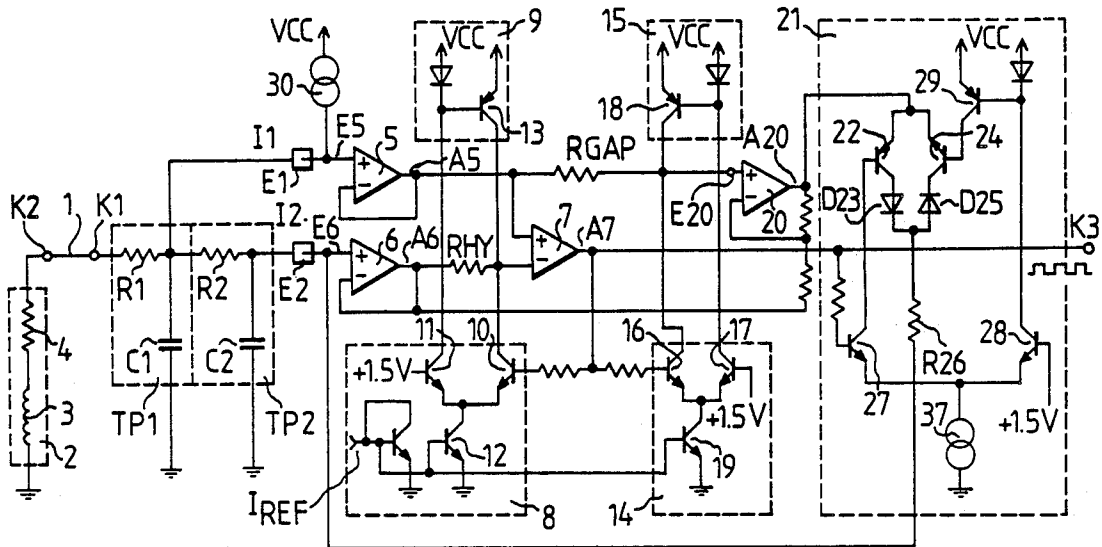 VCC 9 VCC 15 VCC 21 VCC
30 13 18 29
I1 E5 5 A5 RGAP A20 22 24
E1 E20 20 D23 D25
K2 1 K1 I2. E6 6 A6 RHY 7 A7 K3
R1 R2 E2
4 C1 C2 11 10 16 17 R26 28
+1.5V +1.5V 27 +1.5V
3 TP1 TP2 12 19 37
2 IREF 8 14